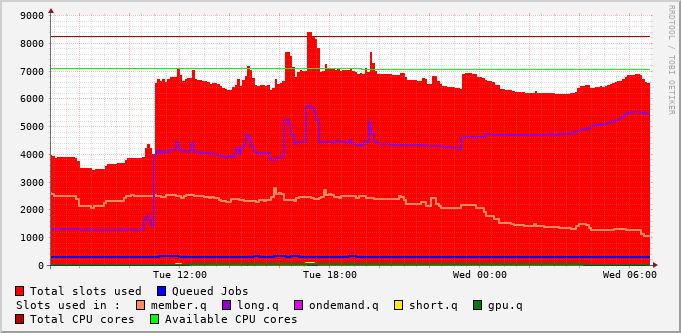 9000
8000
7000
6000
5000
4000
3000
2000
1000
0
Tue 12:00 Tue 18:00 Wed 00:00 Wed 06:00
Total slots used Queued Jobs
Slots used in : member.q long.q ondemand.q short.q gpu.q
Total CPU cores Available CPU cores
RRDTOOL / TOBI OETIKER